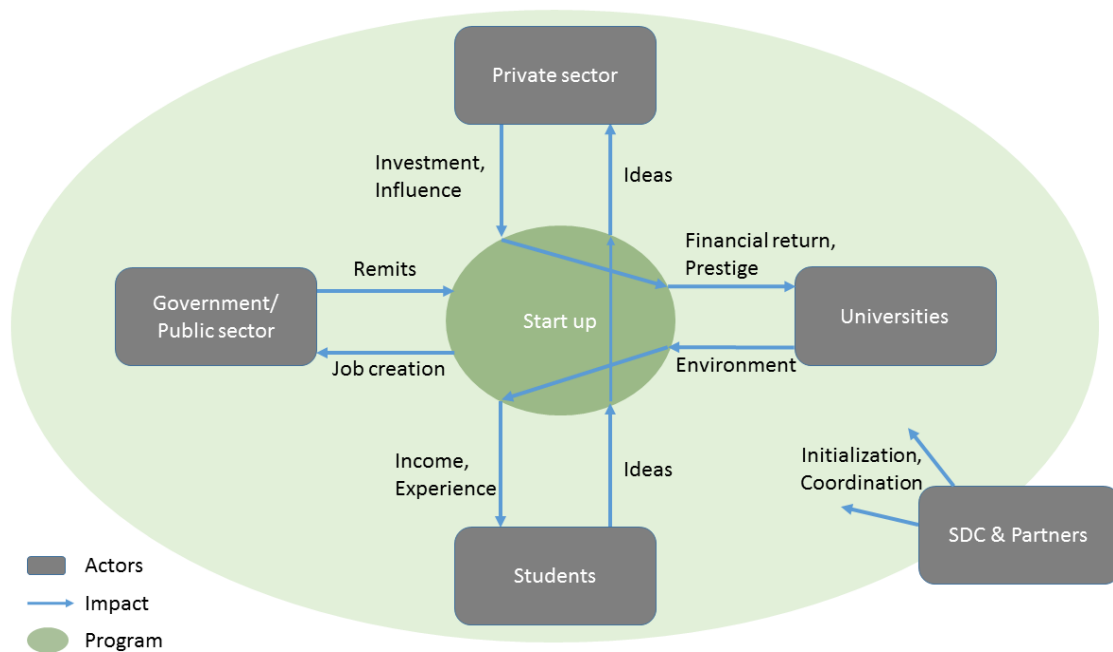 Private sector
Investment,
Influence
Ideas
Financial return,
Prestige
Remits
Government/
Public sector
Start up
Universities
Job creation
Environment
Income,
Experience
Ideas
Initialization,
Coordination
SDC & Partners
Students
Actors
Impact
Program